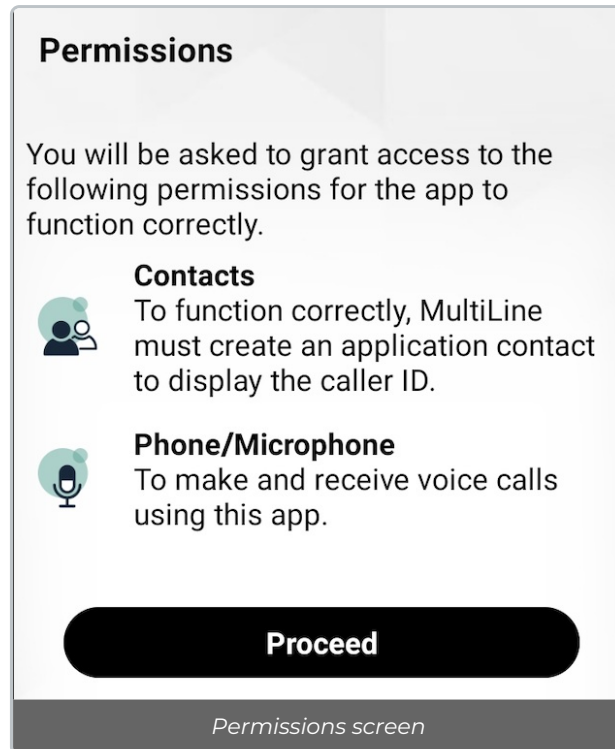 Permissions
You will be asked to grant access to the
following permissions for the app to
function correctly.
Contacts
To function correctly, MultiLine
must create an application contact
to display the caller ID.
Phone/Microphone
To make and receive voice calls
using this app.
Proceed
Permissions screen